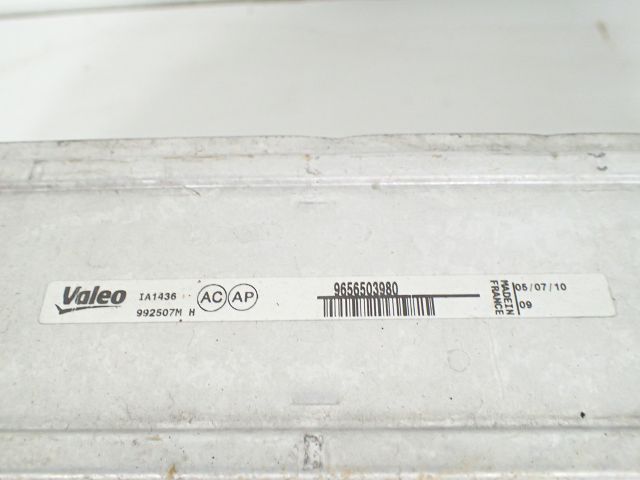 Valeo
IA1436
992507M H
AC AP
9656503980
MADE IN
FRANCE
05/07/10
09